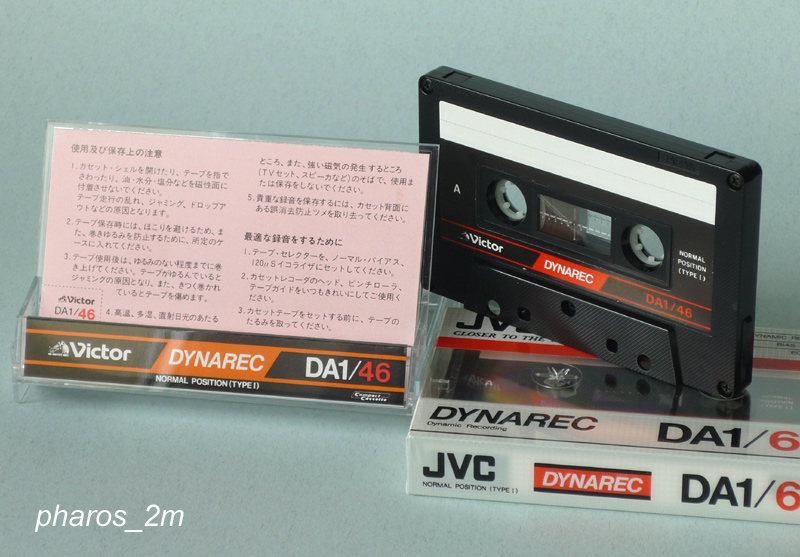 使用及び保存上の注意
1. カセット・シェルを開けたり、テープを指で
さわったり、油・水分・塩分などを磁性面に
付着させないでください。
テープ走行の乱れ、ジャミング、ドロップア
ウトなどの原因となります。
2. テープ保存時には、ほこりを避けるため、ま
た、巻きゆるみを防止するために、所定のケ
ースに入れてください。
3. テープ使用後は、ゆるみのない程度までに巻
き上げてください。テープがゆるんでいると
ジャミングの原因となり、また、きつく巻かれ
ているとテープを傷めます。
4. 高温、多湿、直射日光のあたる
ところ、また、強い磁気の発生するところ
(TVセット、スピーカなど)のそばで、使用ま
たは保存をしないでください。
5. 貴重な録音を保存するには、カセット背面に
ある誤消去防止ツメを取り去ってください。
最適な録音をするために
1. テープ・セレクターを、ノーマル・バイアス、
120μSイコライザにセットしてください。
2. カセットレコーダのヘッド、ピンチローラ、
テープガイドをいつもきれいにしてご使用く
ださい。
3. カセットテープをセットする前に、テープの
たるみを取ってください。
Victor
DA1/46
Victor DYNAREC DA1/46
NORMAL POSITION (TYPE I)
Compact Cassette
A
Victor DYNAREC DA1/46
NORMAL
POSITION
(TYPE I)
CLOSER TO THE
DYNAREC DA1/6
Dynamic Recording
JVC DYNAREC DA1/6
NORMAL POSITION (TYPE I)
pharos_2m